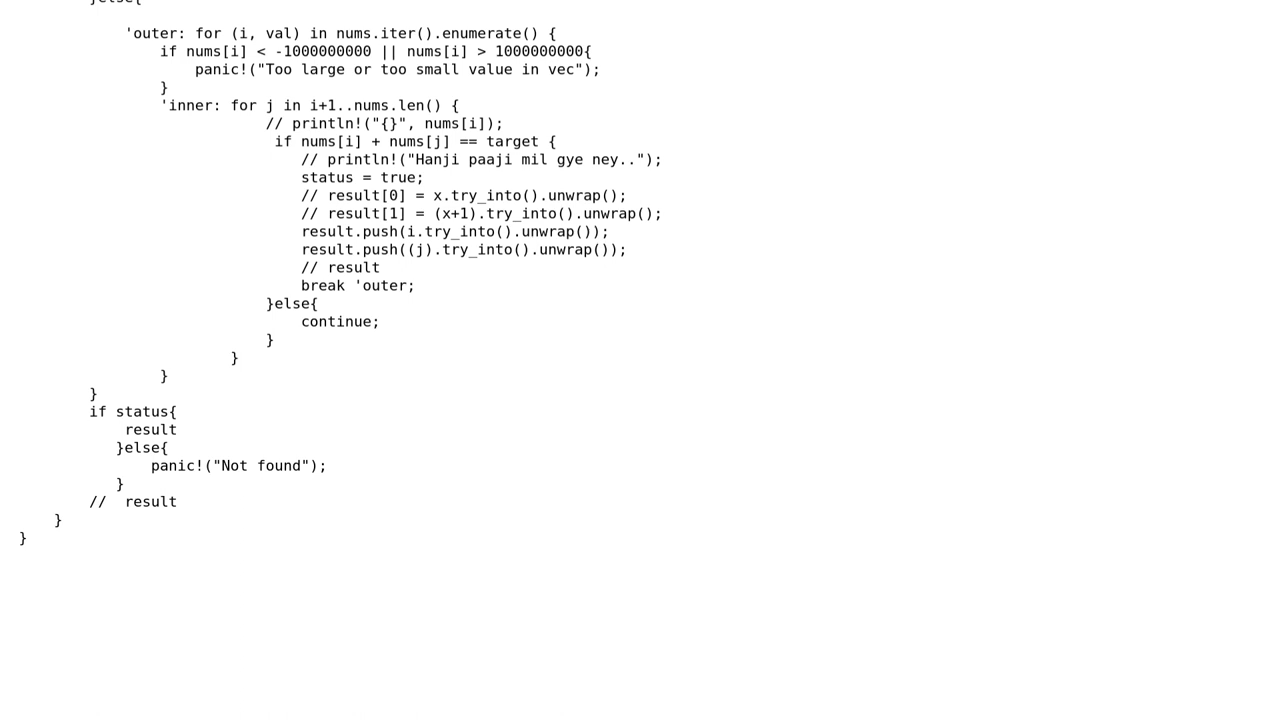 }else{
'outer: for (i, val) in nums.iter().enumerate() {
if nums[i] < -1000000000 || nums[i] > 1000000000{
panic!("Too large or too small value in vec");
}
'inner: for j in i+1..nums.len() {
// println!("{}", nums[i]);
if nums[i] + nums[j] == target {
// println!("Hanji paaji mil gye ney..");
status = true;
// result[0] = x.try_into().unwrap();
// result[1] = (x+1).try_into().unwrap();
result.push(i.try_into().unwrap());
result.push((j).try_into().unwrap());
// result
break 'outer;
}else{
continue;
}
}
}
}
if status{
result
}else{
panic!("Not found");
}
//  result
}
}